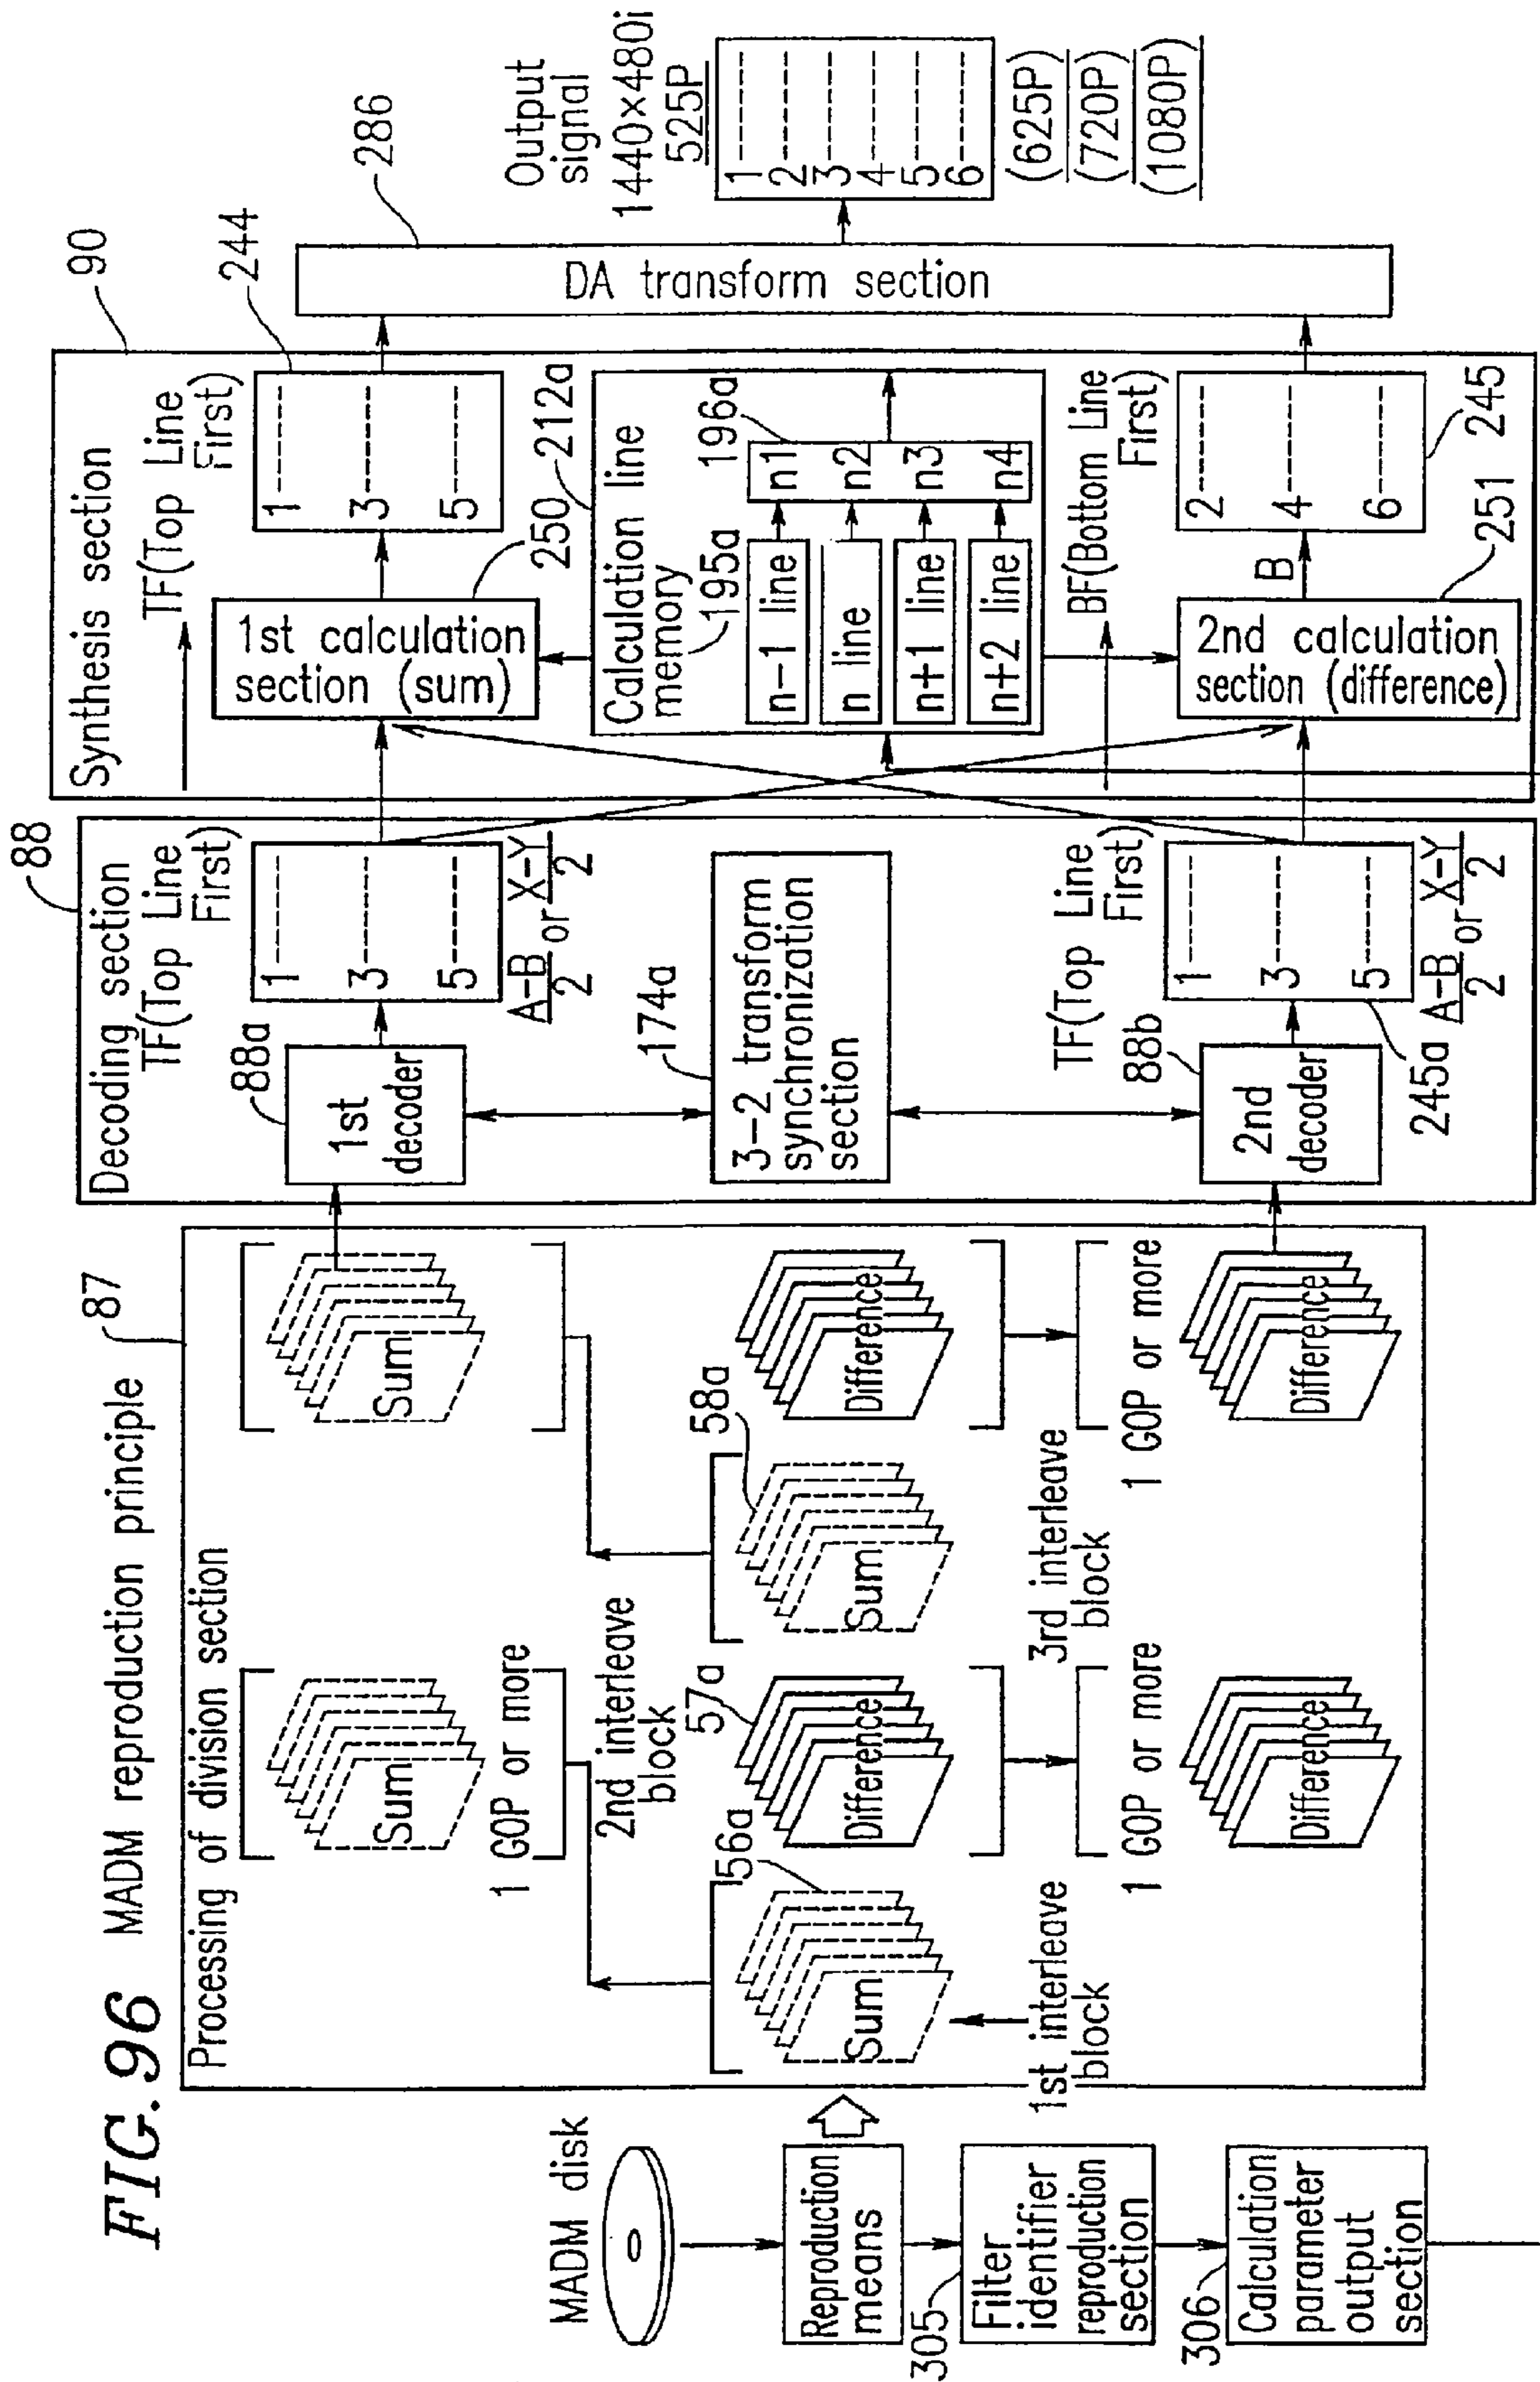 FIG. 96
MADM reproduction principle
87
Processing of division section
Sum
1 GOP or more
Sum
2nd interleave
block
56a
57a
58a
Sum
Difference
Sum
Difference
1st interleave
block
3rd interleave
block
1 GOP or more
1 GOP or more
Difference
Difference
MADM disk
Reproduction
means
305
Filter
identifier
reproduction
section
306
Calculation
parameter
output
section
88
Decoding section
TF(Top Line
First)
88a
1st
decoder
1
3
5
A-B
2
or
X-Y
2
174a
3-2 transform
synchronization
section
TF(Top Line
First)
88b
2nd
decoder
1
3
5
245a
A-B
2
or
X-Y
2
90
Synthesis section
TF(Top Line
First)
244
1st calculation
section (sum)
250
1
3
5
212a
Calculation line
memory
195a
196a
n-1 line
n line
n+1 line
n+2 line
n1
n2
n3
n4
BF(Bottom Line
First)
2nd calculation
section (difference)
B
251
2
4
6
245
286
DA transform section
Output
signal
1440×480i
525P
1
2
3
4
5
6
(625P)
(720P)
(1080P)